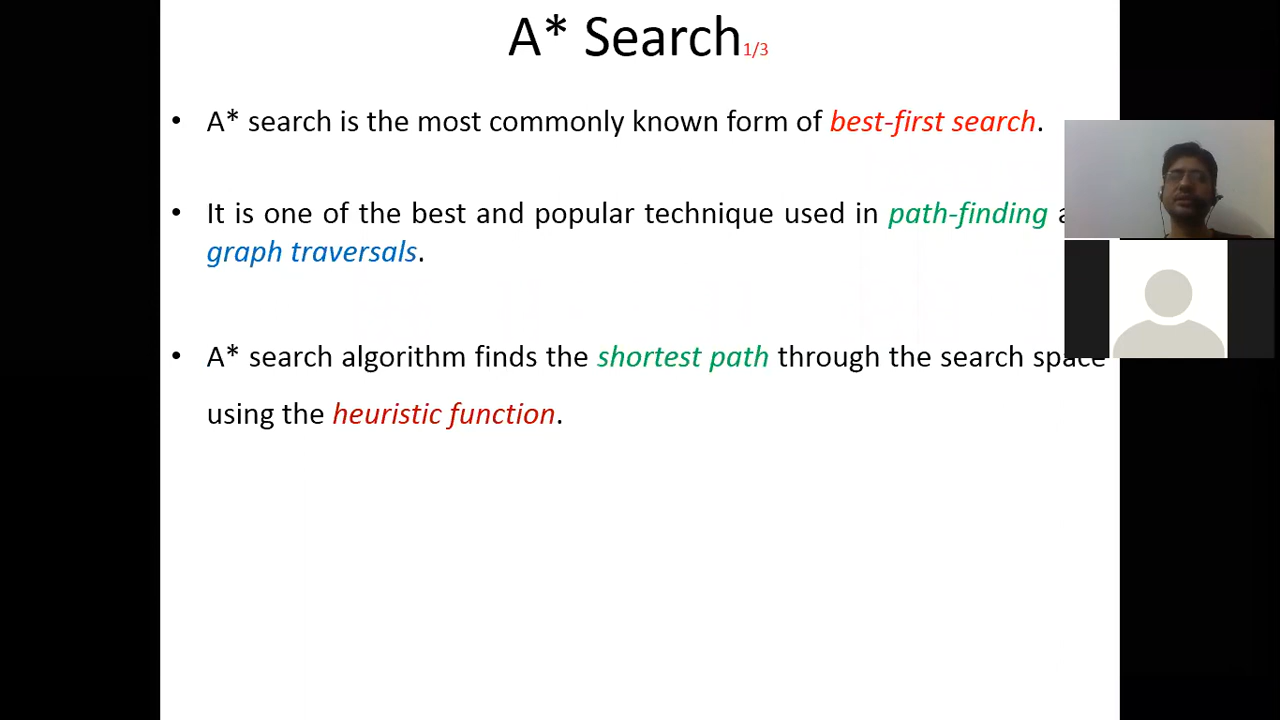 A* Search1/3
• A* search is the most commonly known form of best-first search.
• It is one of the best and popular technique used in path-finding
graph traversals.
• A* search algorithm finds the shortest path through the search space
using the heuristic function.